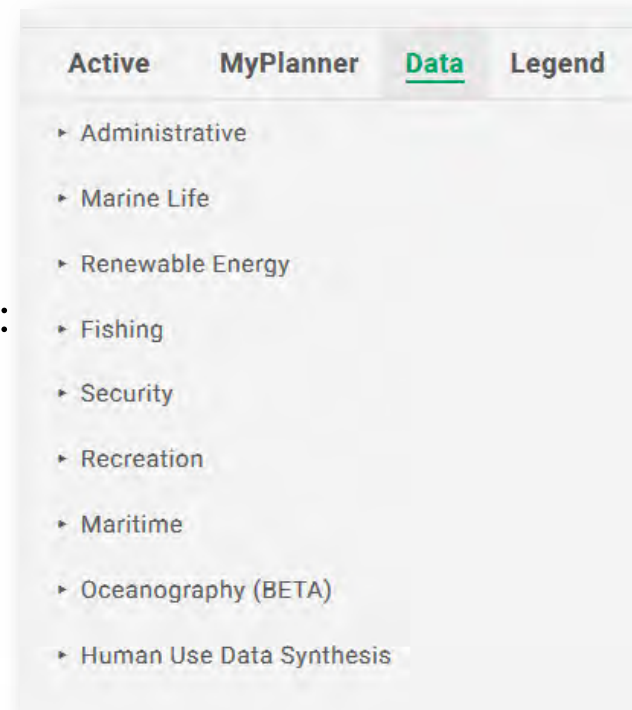 Active MyPlanner Data Legend
Administrative
Marine Life
Renewable Energy
:
Fishing
Security
Recreation
Maritime
Oceanography (BETA)
Human Use Data Synthesis